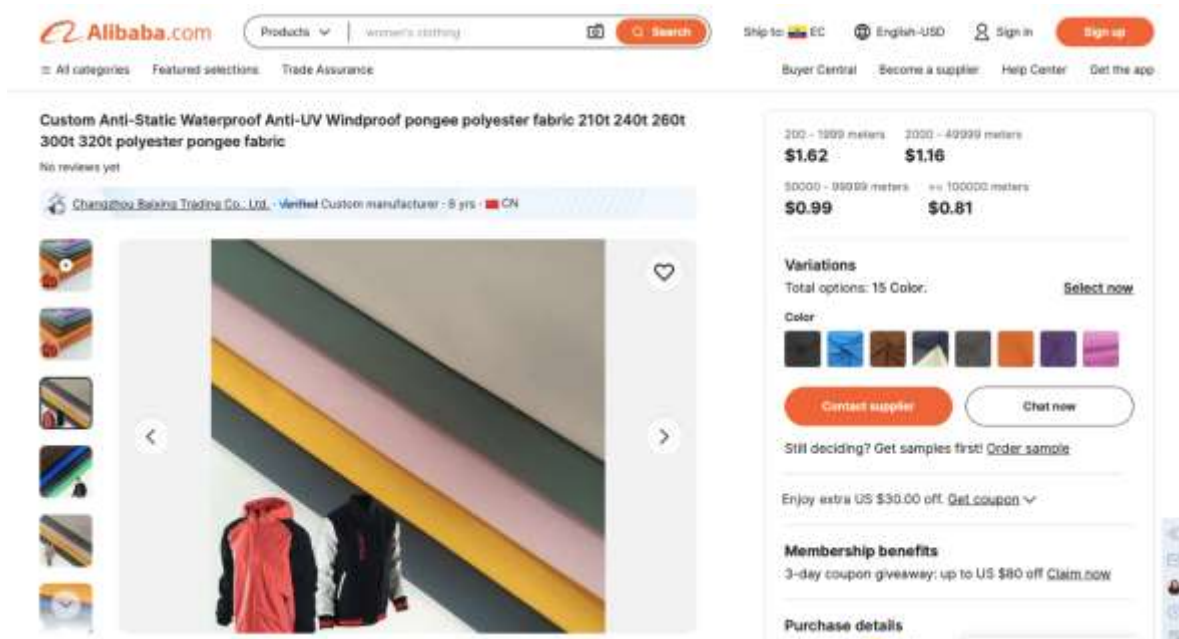 Alibaba.com
Products
women's clothing
Search
Ship to: EC
English-USD
Sign in
Sign up
All categories
Featured selections
Trade Assurance
Buyer Central
Become a supplier
Help Center
Get the app
Custom Anti-Static Waterproof Anti-UV Windproof pongee polyester fabric 210t 240t 260t
300t 320t polyester pongee fabric
No reviews yet
Changzhou Baixing Trading Co., Ltd. · Verified Custom manufacturer · 8 yrs · CN
200 - 1999 meters
2000 - 49999 meters
$1.62
$1.16
50000 - 99999 meters
>= 100000 meters
$0.99
$0.81
Variations
Total options: 15 Color.
Select now
Color
Contact supplier
Chat now
Still deciding? Get samples first! Order sample
Enjoy extra US $30.00 off. Get coupon
Membership benefits
3-day coupon giveaway: up to US $80 off Claim now
Purchase details